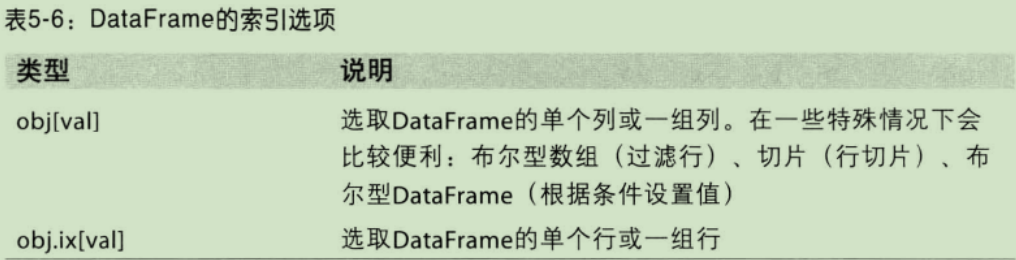 表5-6：DataFrame的索引选项
类型 说明
obj[val] 选取DataFrame的单个列或一组列。在一些特殊情况下会
比较便利：布尔型数组（过滤行）、切片（行切片）、布
尔型DataFrame（根据条件设置值）
obj.ix[val] 选取DataFrame的单个行或一组行